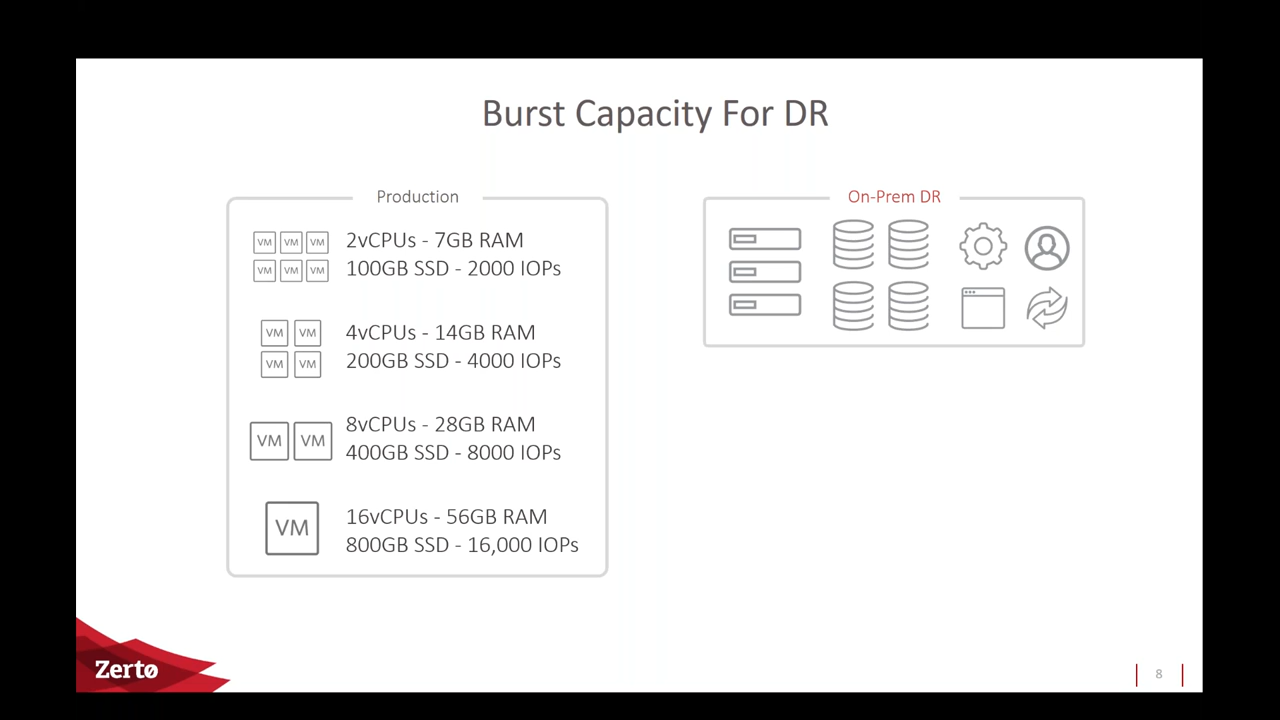 Burst Capacity For DR
Production
VM VM VM
VM VM VM
2vCPUs - 7GB RAM
100GB SSD - 2000 IOPs
VM VM
VM VM
4vCPUs - 14GB RAM
200GB SSD - 4000 IOPs
VM VM
8vCPUs - 28GB RAM
400GB SSD - 8000 IOPs
VM
16vCPUs - 56GB RAM
800GB SSD - 16,000 IOPs
On-Prem DR
Zerto
8